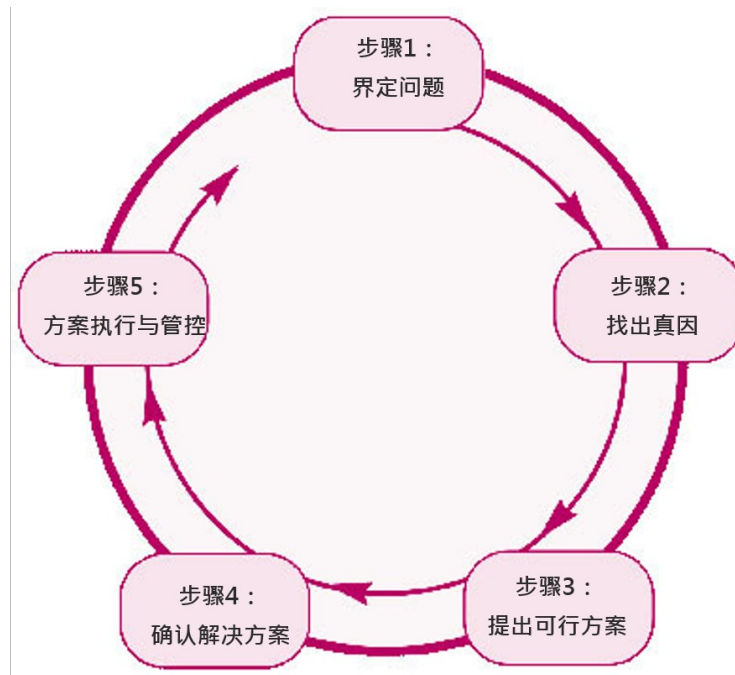 步骤1：
界定问题
步骤2：
找出真因
步骤3：
提出可行方案
步骤4：
确认解决方案
步骤5：
方案执行与管控